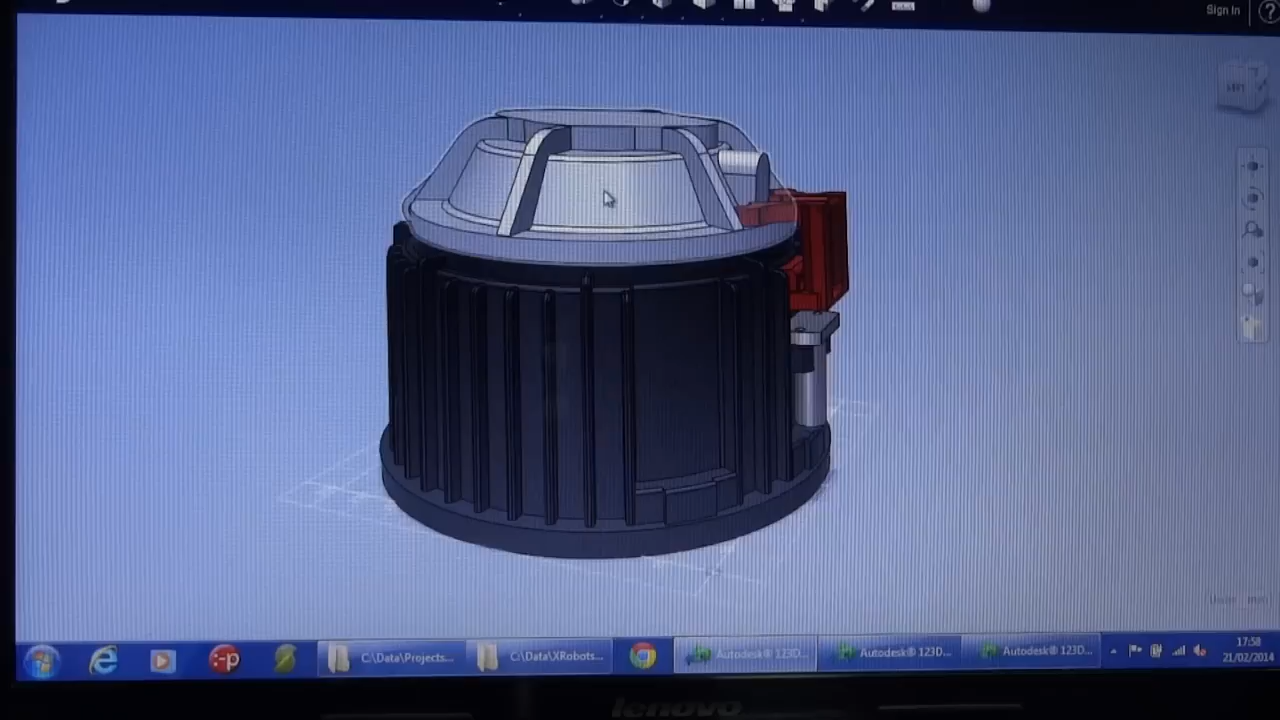 Sign In
?
C:\Data\Projects...
C:\Data\XRobots...
Autodesk® 123D...
Autodesk® 123D...
Autodesk® 123D...
17:58
21/02/2014
lenovo